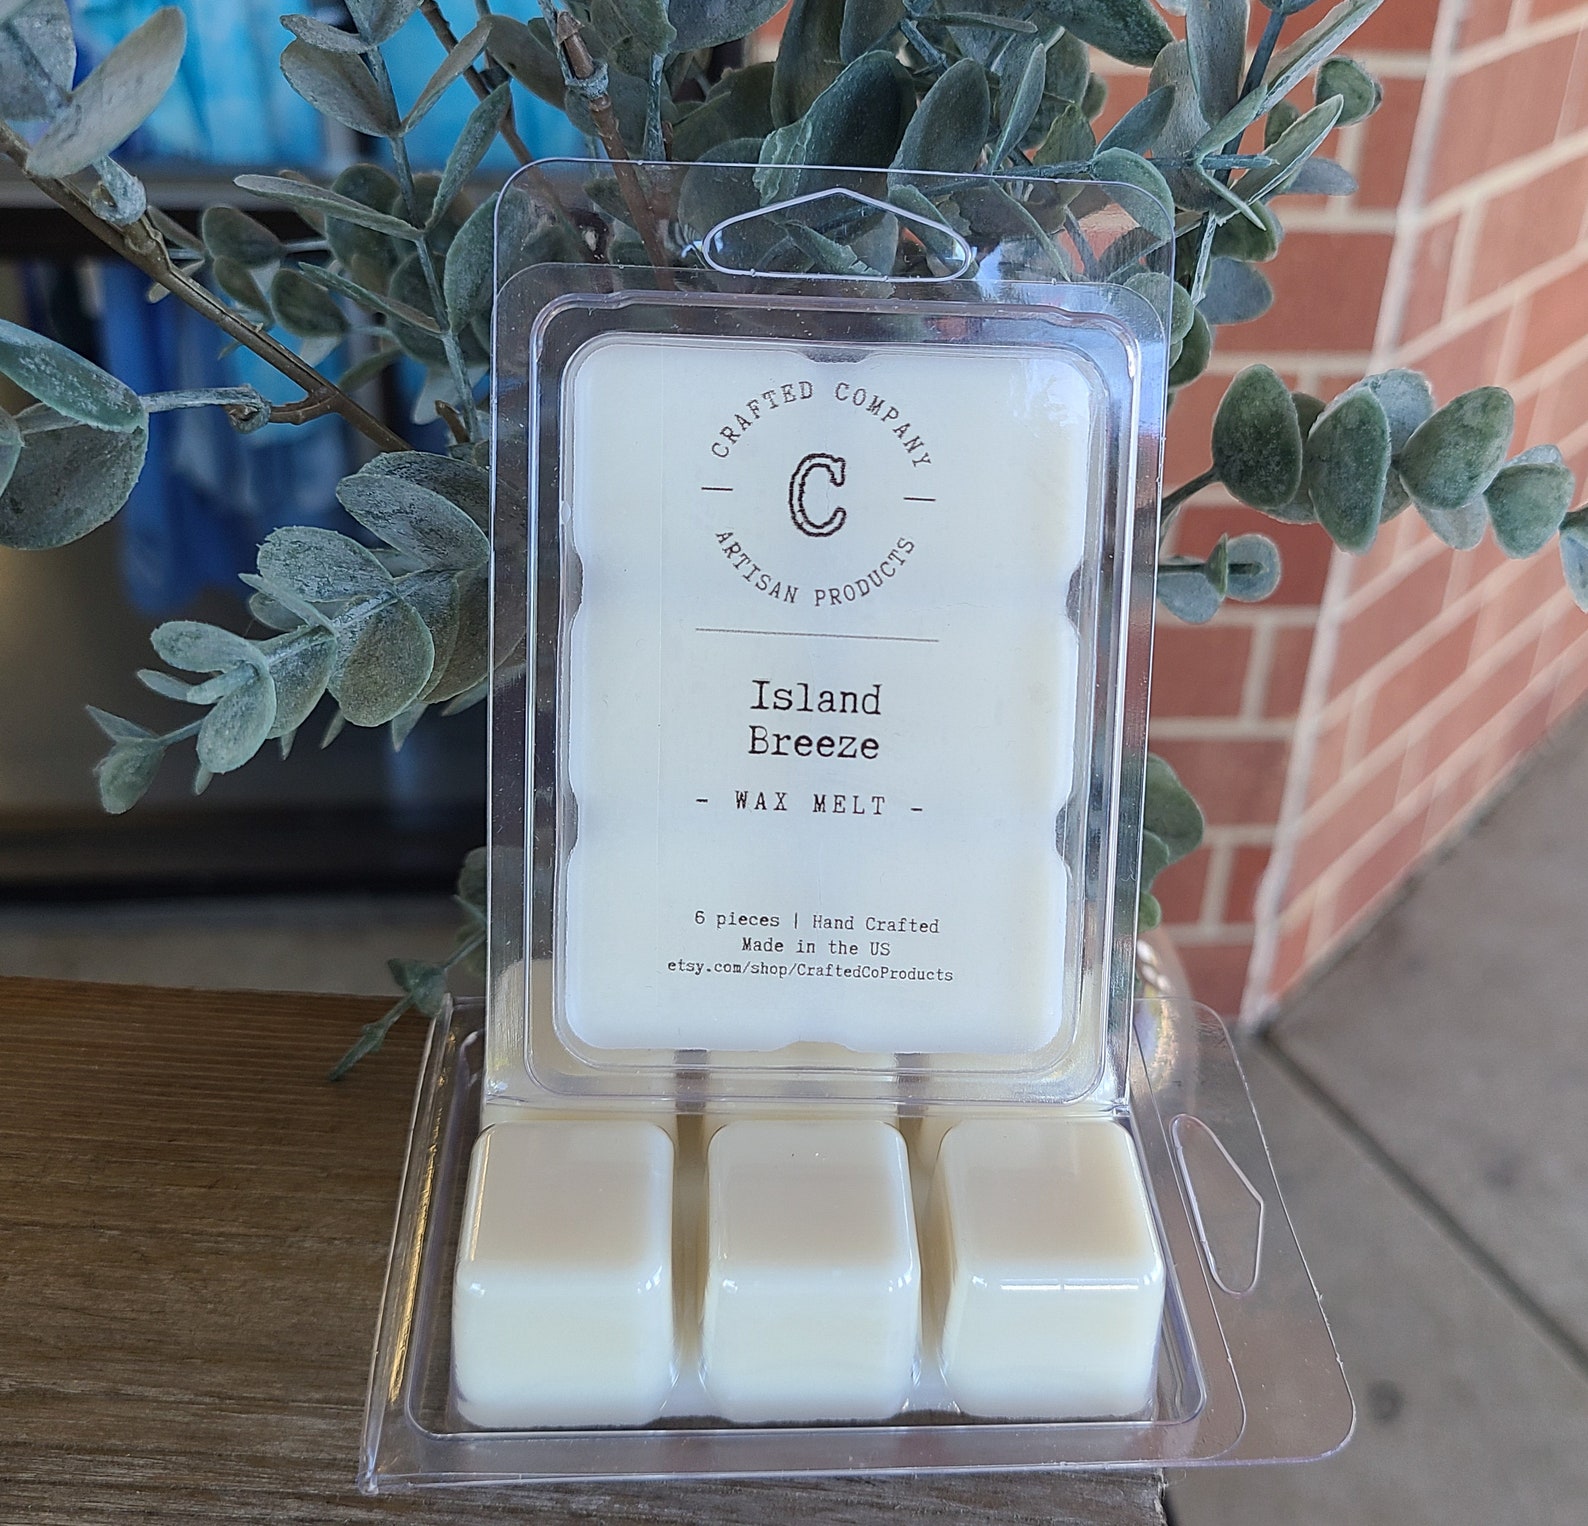 CRAFTED COMPANY
C
ARTISAN PRODUCTS
Island
Breeze
- WAX MELT -
6 pieces | Hand Crafted
Made in the US
etsy.com/shop/CraftedCoProducts